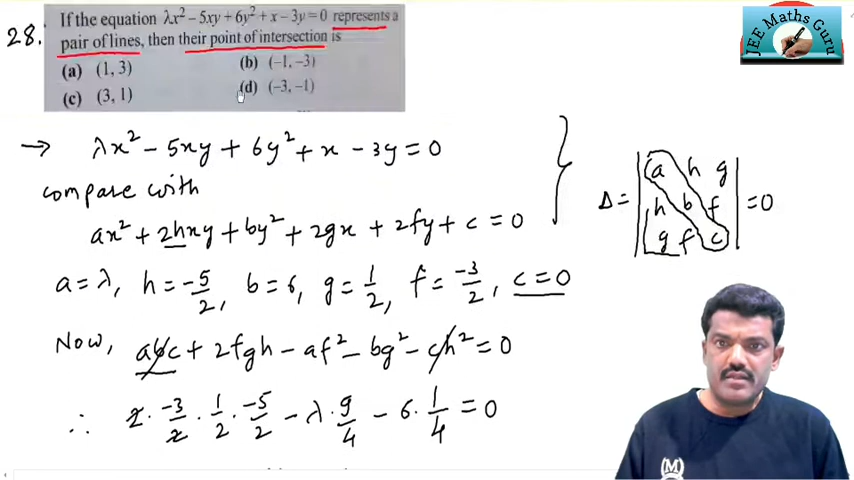 28.
If the equation λx² – 5xy + 6y² + x – 3y = 0 represents a
pair of lines, then their point of intersection is
(a) (1, 3) (b) (–1, –3)
(c) (3, 1) (d) (–3, –1)
JEE Maths Guru
→ λx² – 5xy + 6y² + x – 3y = 0
compare with
ax² + 2hxy + by² + 2gx + 2fy + c = 0
a = λ, h = -5/2, b = 6, g = 1/2, f = -3/2, c = 0
Δ = | a h g |
| h b f | = 0
| g f c |
Now, abc + 2fgh – af² – bg² – ch² = 0
∴ 2 · -3/2 · 1/2 · -5/2 – λ · 9/4 – 6 · 1/4 = 0
(M)